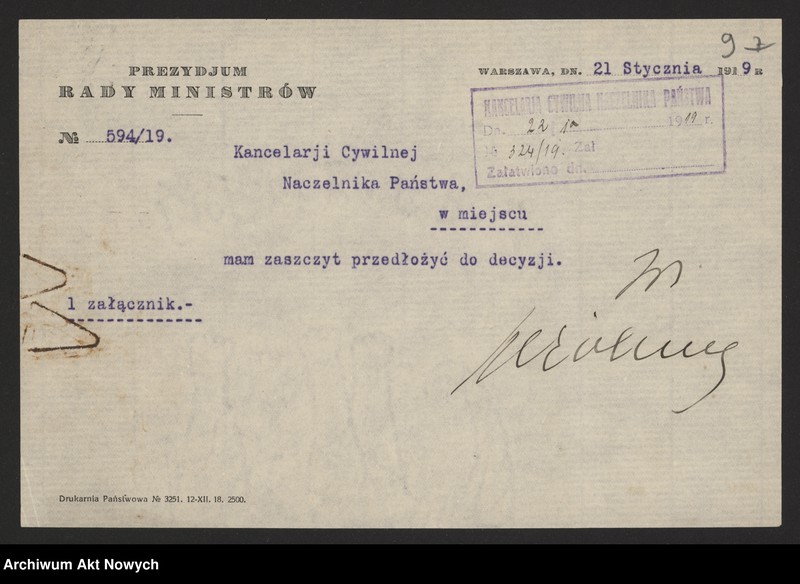 97
PREZYDJUM
RADY MINISTRÓW
WARSZAWA, DN. 21 Stycznia 1919 R
№ 594/19.
KANCELARJA CYWILNA NACZELNIKA PAŃSTWA
Dn. 22 1919 r.
№ 324/19. Zał
Załatwiono dn.
Kancelarji Cywilnej
Naczelnika Państwa,
w miejscu
mam zaszczyt przedłożyć do decyzji.
1 załącznik.-
Drukarnia Państwowa № 3251. 12-XII. 18. 2500.
Archiwum Akt Nowych